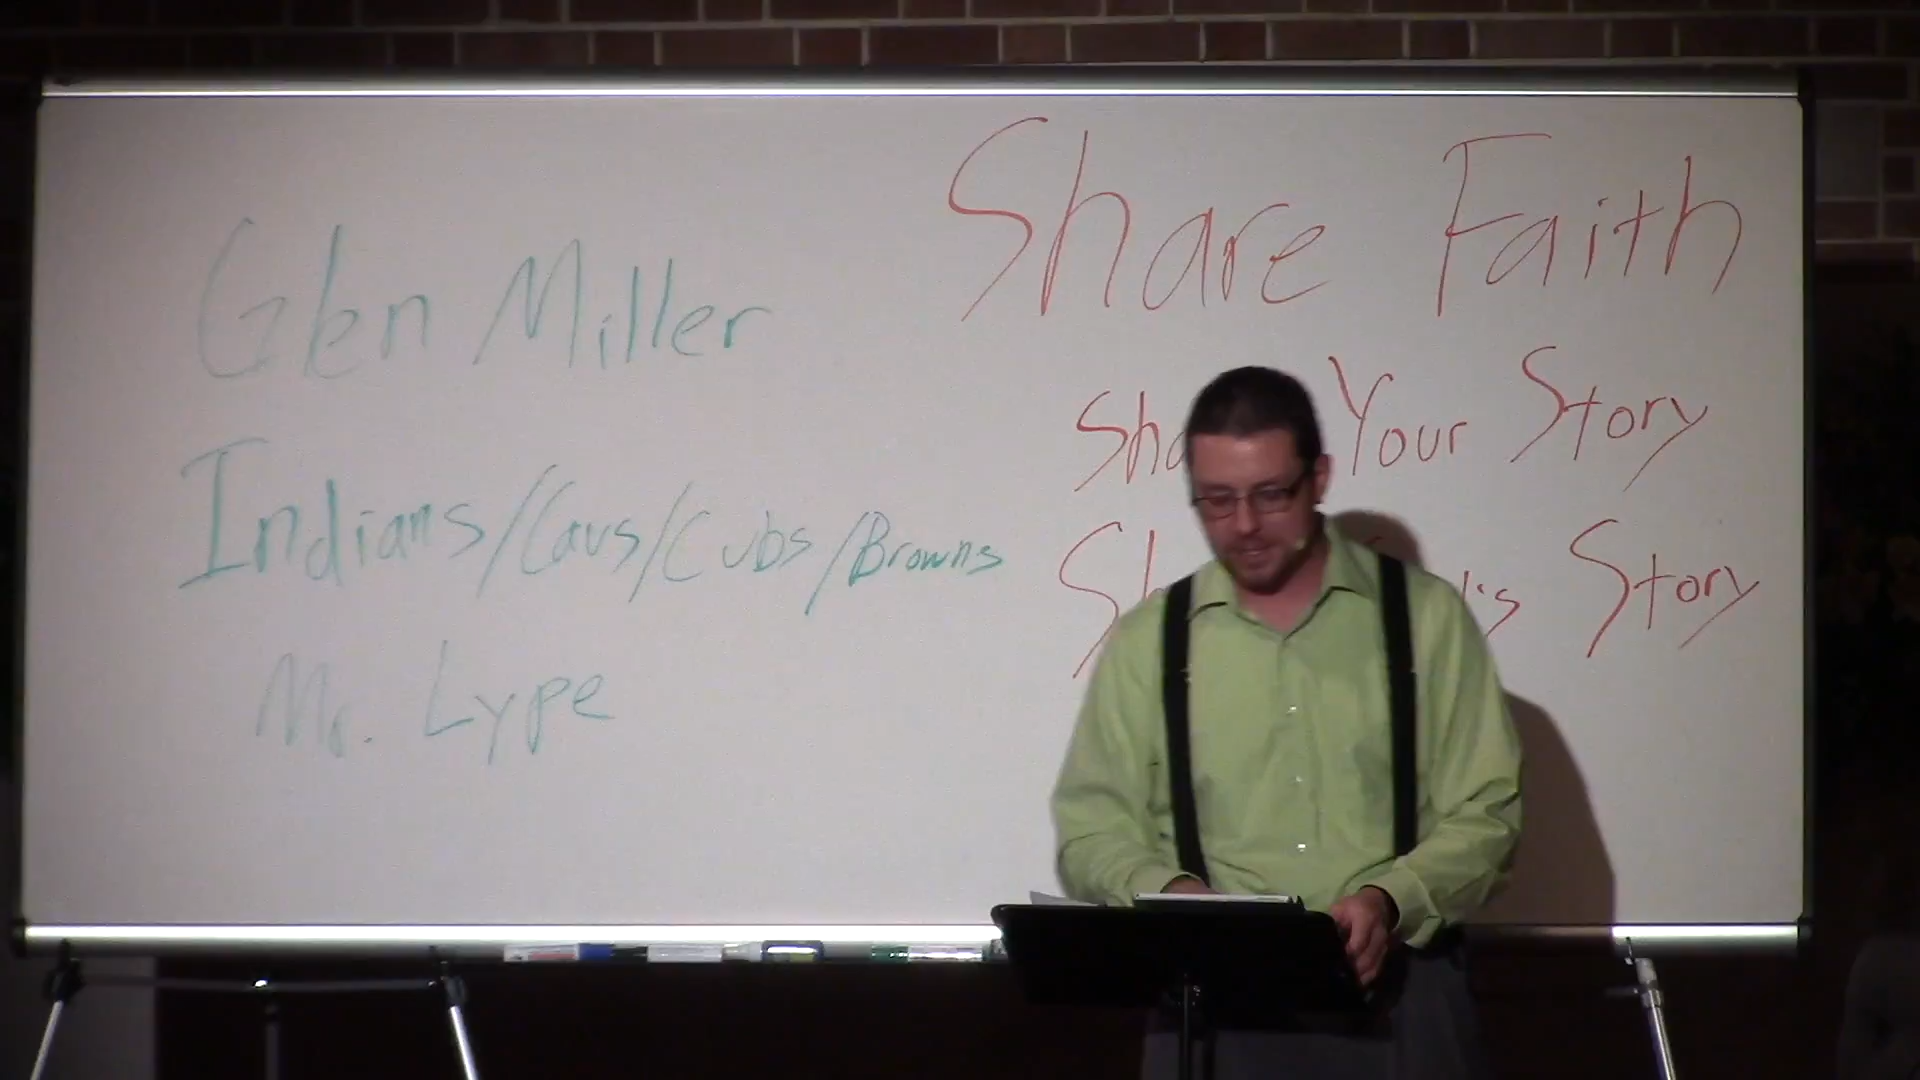 Glen Miller
Indians/Cavs/Cubs/Browns
Mr. Lype
Share Faith
Your Story
Story